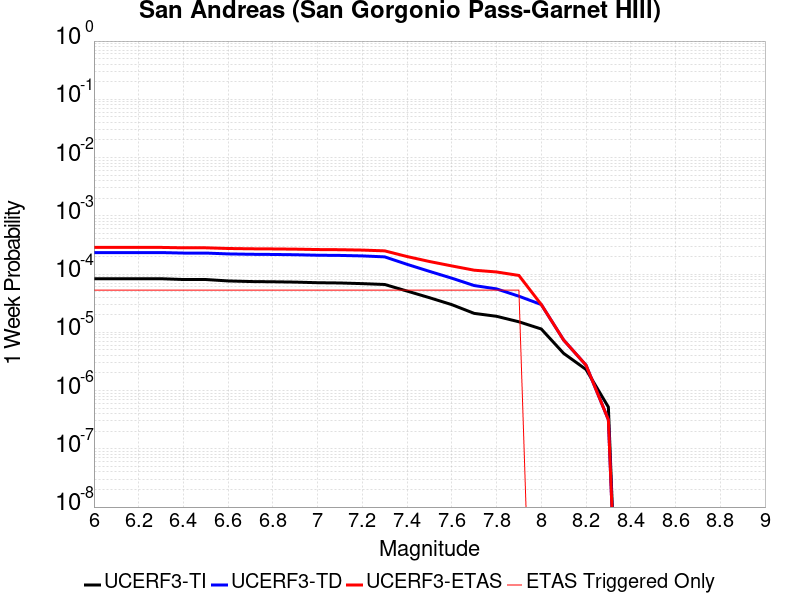 San Andreas (San Gorgonio Pass-Garnet HIll)
10 0
10 -1
10 -2
10 -3
10 -4
10 -5
10 -6
10 -7
10 -8
1 Week Probability
6 6.2 6.4 6.6 6.8 7 7.2 7.4 7.6 7.8 8 8.2 8.4 8.6 8.8 9
Magnitude
UCERF3-TI UCERF3-TD UCERF3-ETAS ETAS Triggered Only